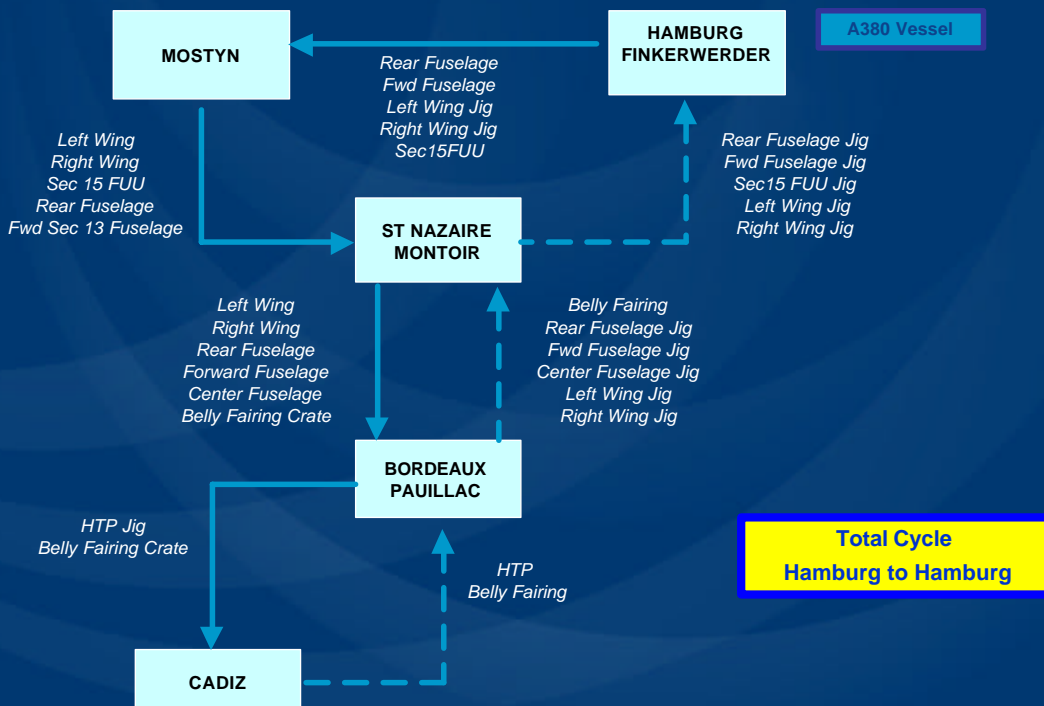 MOSTYN
HAMBURG
FINKERWERDER
A380 Vessel
Rear Fuselage
Fwd Fuselage
Left Wing Jig
Right Wing Jig
Sec15FUU
Left Wing
Right Wing
Sec 15 FUU
Rear Fuselage
Fwd Sec 13 Fuselage
Rear Fuselage Jig
Fwd Fuselage Jig
Sec15 FUU Jig
Left Wing Jig
Right Wing Jig
ST NAZAIRE
MONTOIR
Left Wing
Right Wing
Rear Fuselage
Forward Fuselage
Center Fuselage
Belly Fairing Crate
Belly Fairing
Rear Fuselage Jig
Fwd Fuselage Jig
Center Fuselage Jig
Left Wing Jig
Right Wing Jig
BORDEAUX
PAUILLAC
HTP Jig
Belly Fairing Crate
HTP
Belly Fairing
Total Cycle
Hamburg to Hamburg
CADIZ